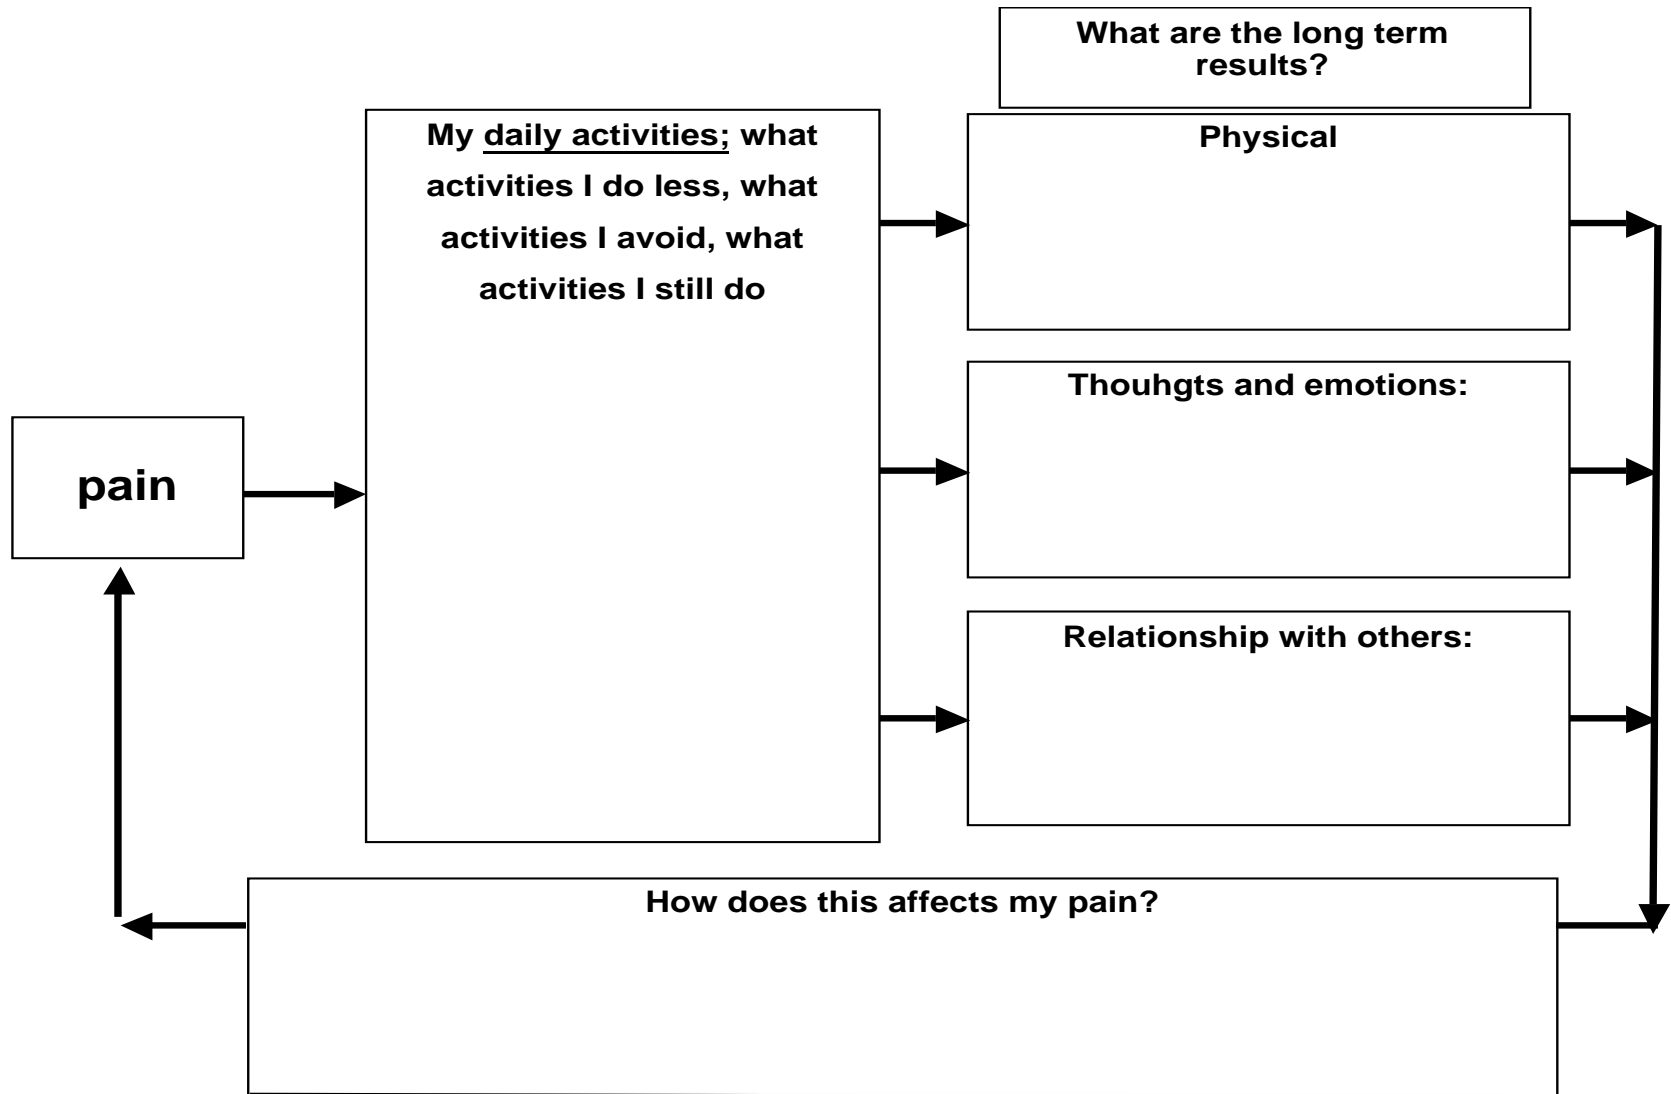 What are the long term
results?
My daily activities; what
activities I do less, what
activities I avoid, what
activities I still do
Physical
Thouhgts and emotions:
pain
Relationship with others:
How does this affects my pain?